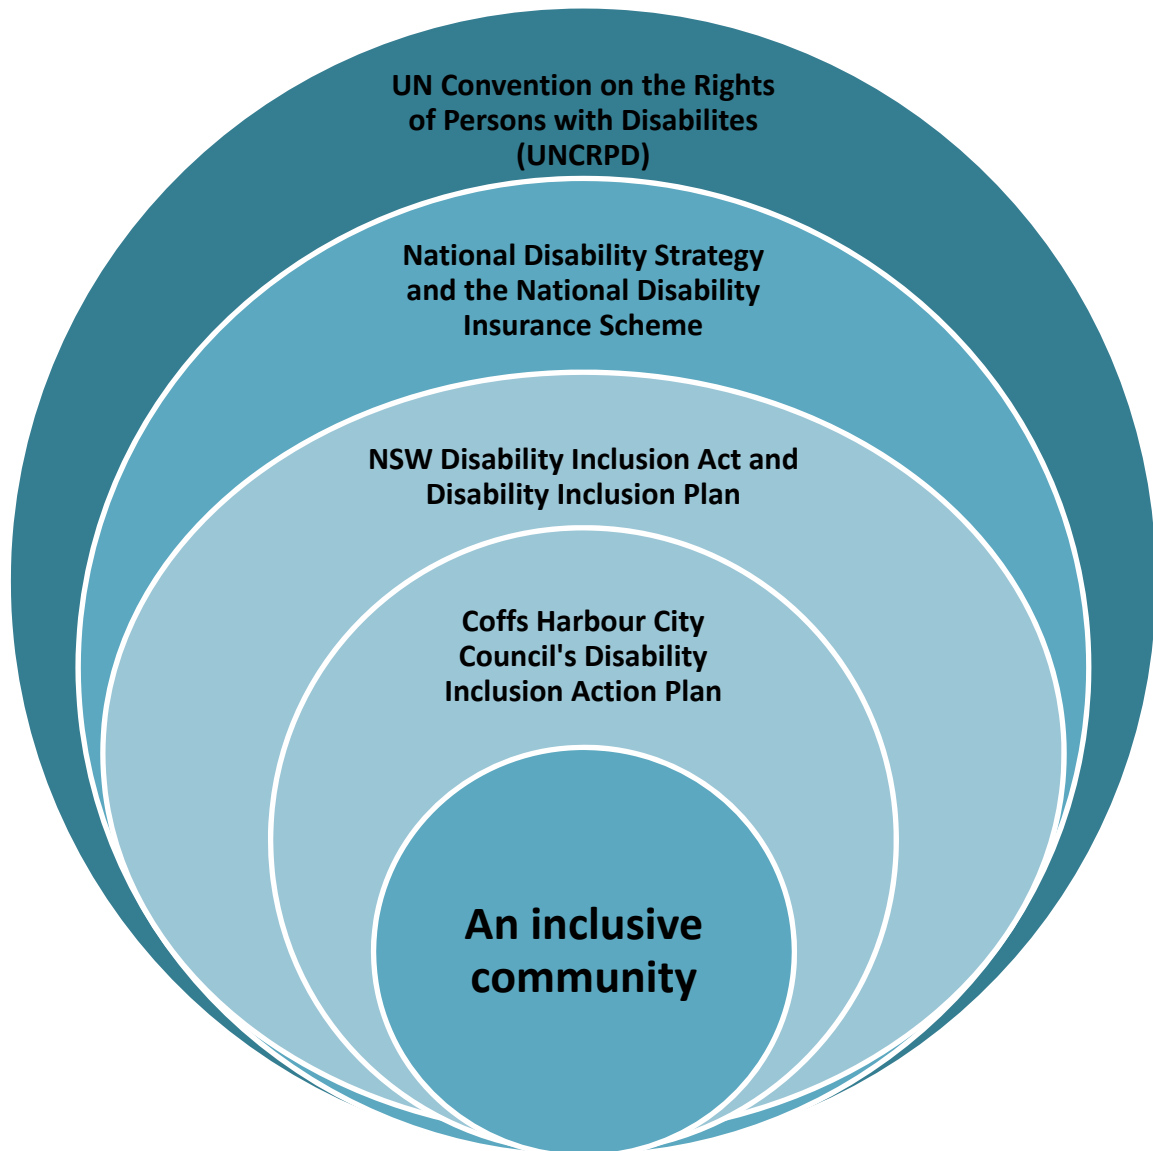 UN Convention on the Rights
of Persons with Disabilites
(UNCRPD)
National Disability Strategy
and the National Disability
Insurance Scheme
NSW Disability Inclusion Act and
Disability Inclusion Plan
Coffs Harbour City
Council's Disability
Inclusion Action Plan
An inclusive
community